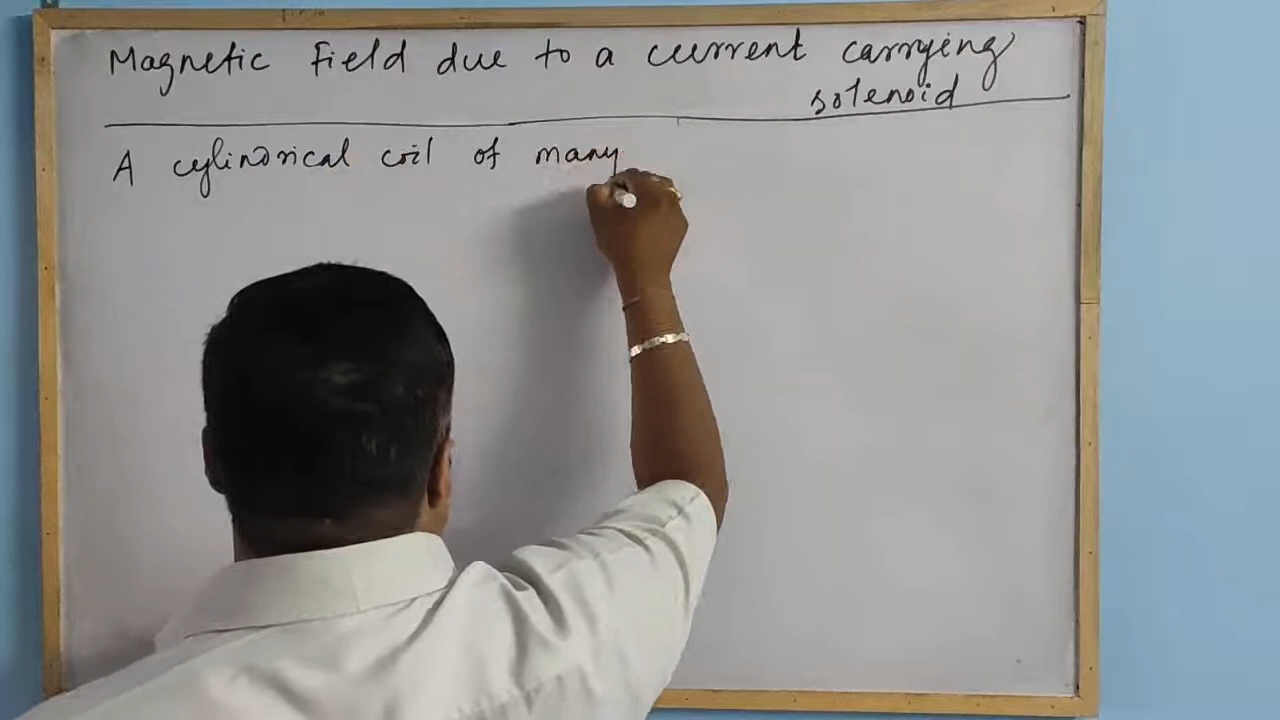 Magnetic Field due to a current carrying
solenoid
A cylindrical coil of many